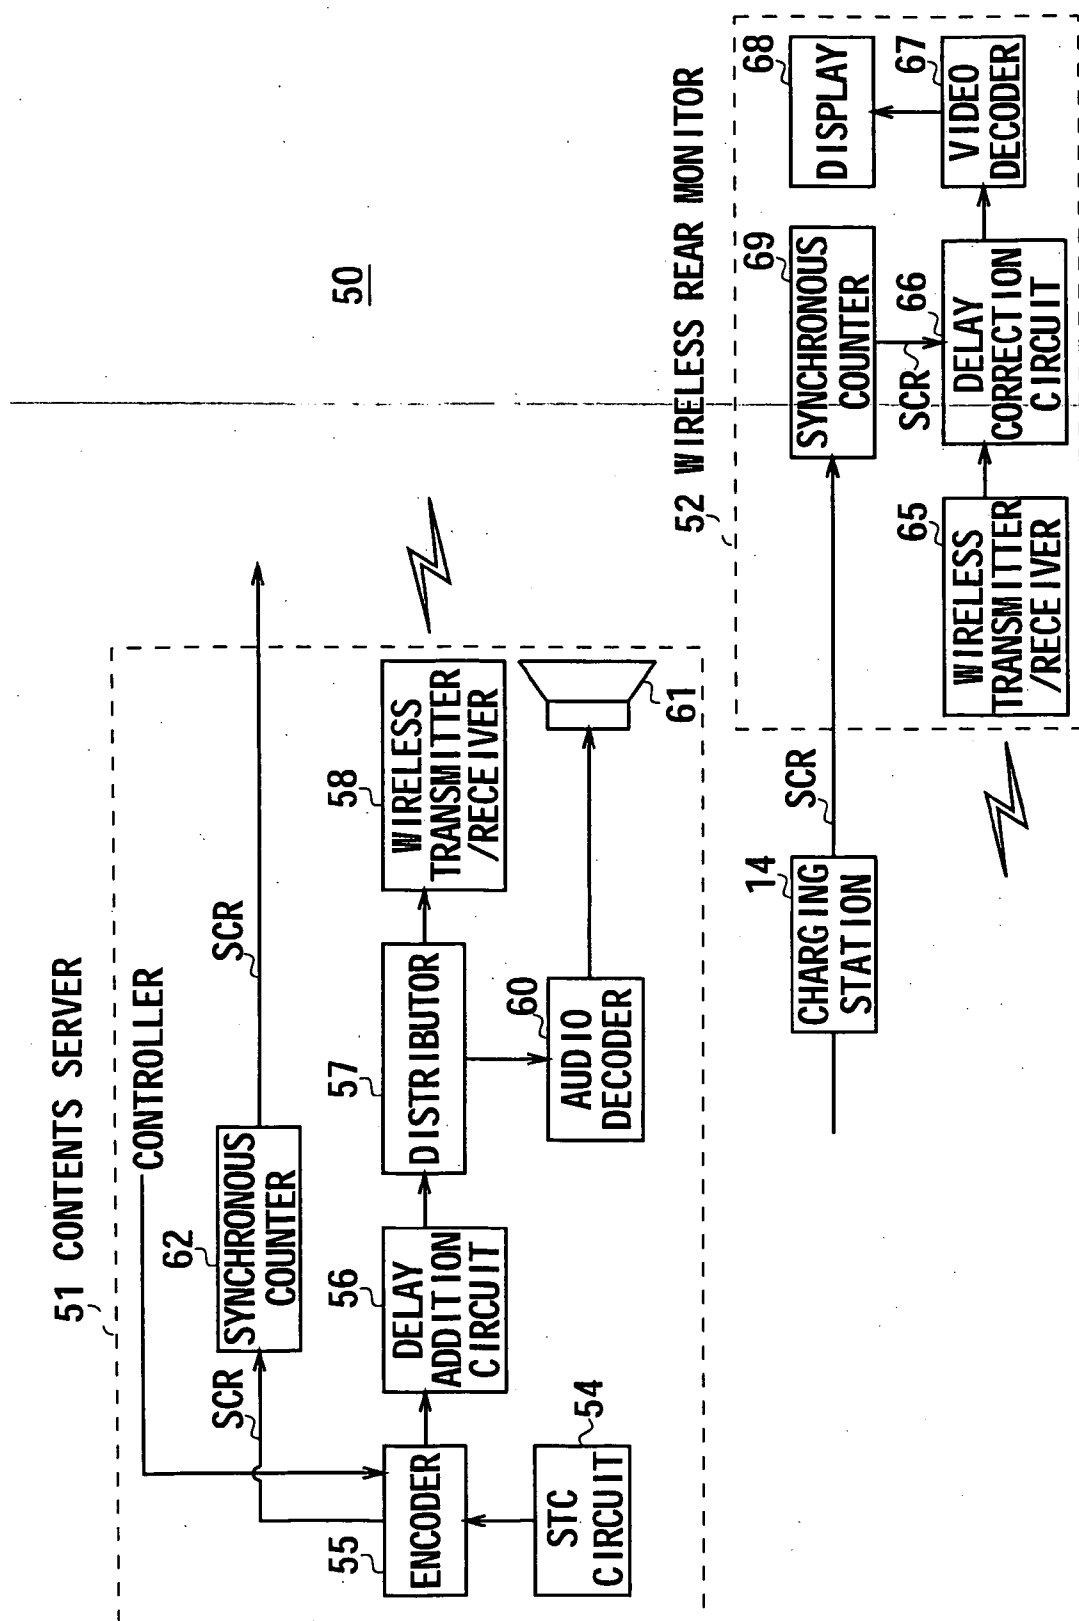 50
51 CONTENTS SERVER
CONTROLLER
SCR
62
SYNCHRONOUS
COUNTER
SCR
55
ENCODER
54
STC
CIRCUIT
56
DELAY
ADDITION
CIRCUIT
57
DISTRIBUTOR
58
WIRELESS
TRANSMITTER
/RECEIVER
60
AUDIO
DECODER
61
14
CHARGING
STATION
SCR
52 WIRELESS REAR MONITOR
69
SYNCHRONOUS
COUNTER
SCR
65
WIRELESS
TRANSMITTER
/RECEIVER
66
DELAY
CORRECTION
CIRCUIT
67
VIDEO
DECODER
68
DISPLAY